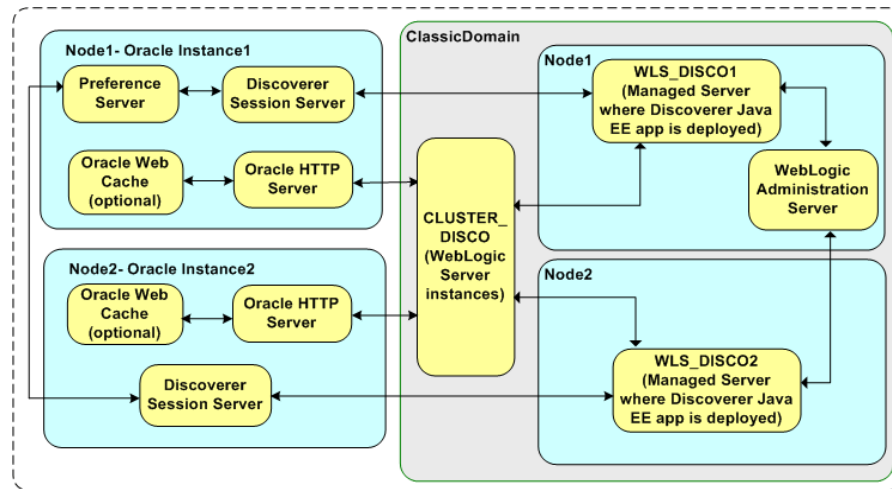 Node1- Oracle Instance1
Preference
Server
Discoverer
Session Server
Oracle Web
Cache
(optional)
Oracle HTTP
Server
Node2- Oracle Instance2
Oracle Web
Cache
(optional)
Oracle HTTP
Server
Discoverer
Session Server
ClassicDomain
CLUSTER_
DISCO
(WebLogic
Server
instances)
Node1
WLS_DISCO1
(Managed Server
where Discoverer Java
EE app is deployed)
WebLogic
Administration
Server
Node2
WLS_DISCO2
(Managed Server
where Discoverer Java
EE app is deployed)